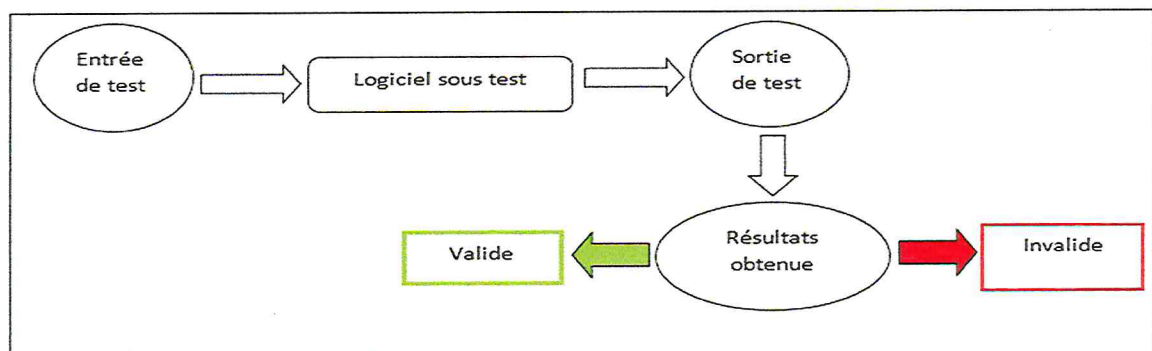 Entrée
de test
Logiciel sous test
Sortie
de test
Résultats
obtenue
Valide
Invalide